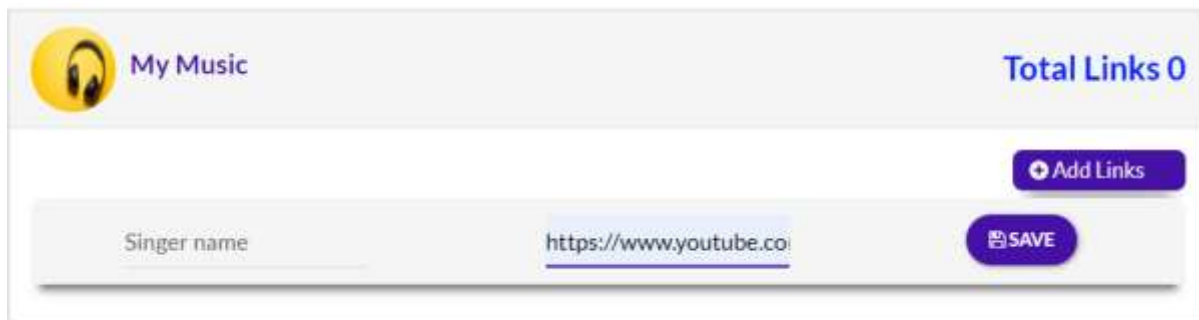 My Music
Total Links 0
Add Links
Singer name
https://www.youtube.co
SAVE